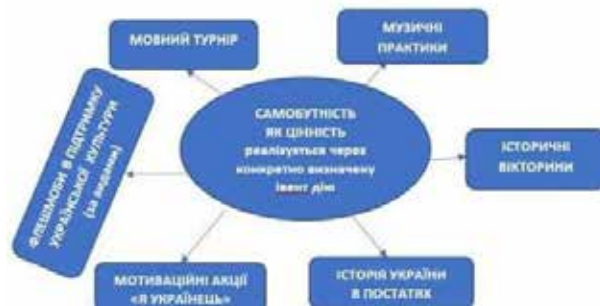 МОВНИЙ ТУРНІР
МУЗИЧНІ
ПРАКТИКИ
ФЛЕШМОБИ В ПІДТРИМКУ
УКРАЇНСЬКОЇ КУЛЬТУРИ
(за видами)
САМОБУТНІСТЬ
ЯК ЦІННІСТЬ
реалізується через
конкретно визначену
івент дію
ІСТОРИЧНІ
ВІКТОРИНИ
МОТИВАЦІЙНІ АКЦІЇ
«Я УКРАЇНЕЦЬ»
ІСТОРІЯ УКРАЇНИ
В ПОСТАТЯХ